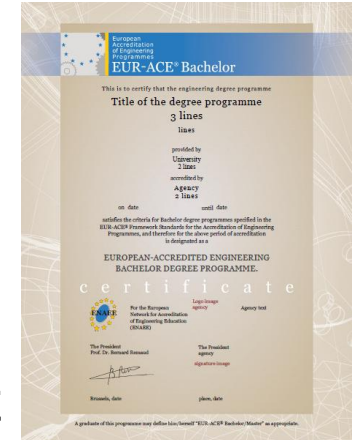 European
Accreditation
of Engineering
Programmes
EUR-ACE® Bachelor
This is to certify that the engineering degree programme
Title of the degree programme
3 lines
lines
provided by
University
2 lines
accredited by
Agency
2 lines
on date until date
satisfies the criteria for Bachelor degree programmes specified in the
EUR-ACE® Framework Standards for the Accreditation of Engineering
Programmes, and therefore for the above period of accreditation
is designated as a
EUROPEAN-ACCREDITED ENGINEERING
BACHELOR DEGREE PROGRAMME.
certificate
ENAEE
For the European
Network for Accreditation
of Engineering Education
(ENAEE)
Logo image
agency
Agency text
The President
Prof. Dr. Bernard Remaud
The President
agency
signature image
Brussels, date
place, date
A graduate of this programme may define him/herself "EUR-ACE® Bachelor/Master" as appropriate.